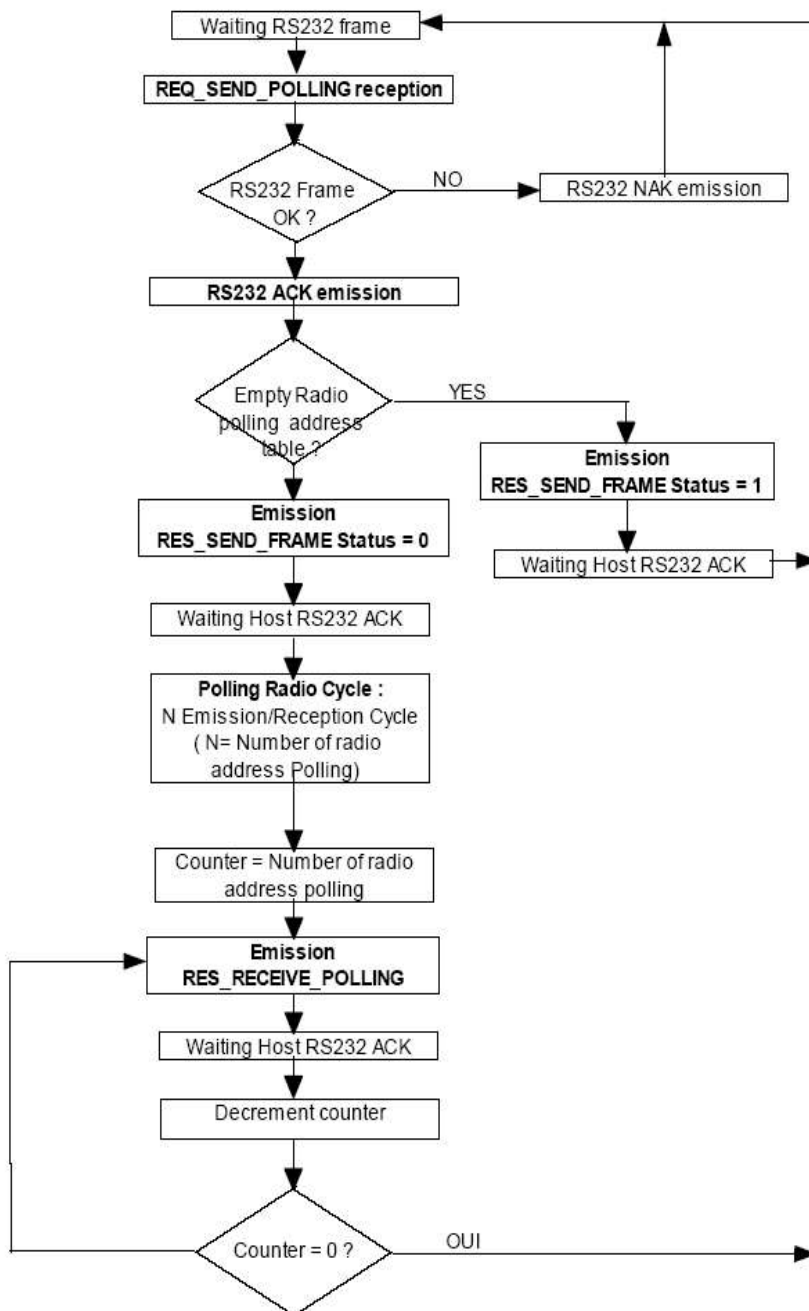 Waiting RS232 frame
REQ_SEND_POLLING reception
RS232 Frame
OK ?
NO
RS232 NAK emission
RS232 ACK emission
Empty Radio
polling address
table ?
YES
Emission
RES_SEND_FRAME Status = 1
Emission
RES_SEND_FRAME Status = 0
Waiting Host RS232 ACK
Waiting Host RS232 ACK
Polling Radio Cycle :
N Emission/Reception Cycle
( N= Number of radio
address Polling)
Counter = Number of radio
address polling
Emission
RES_RECEIVE_POLLING
Waiting Host RS232 ACK
Decrement counter
Counter = 0 ?
OUI